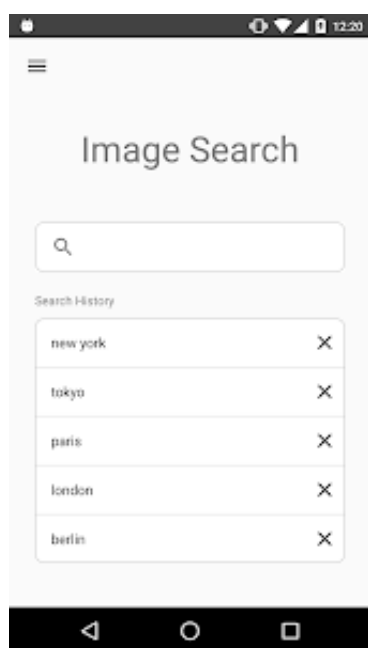 12:20
Image Search
Search History
new york
tokyo
paris
london
berlin